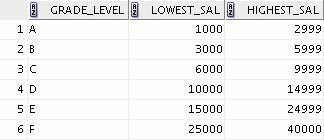 GRADE_LEVEL LOWEST_SAL HIGHEST_SAL
1 A 1000 2999
2 B 3000 5999
3 C 6000 9999
4 D 10000 14999
5 E 15000 24999
6 F 25000 40000